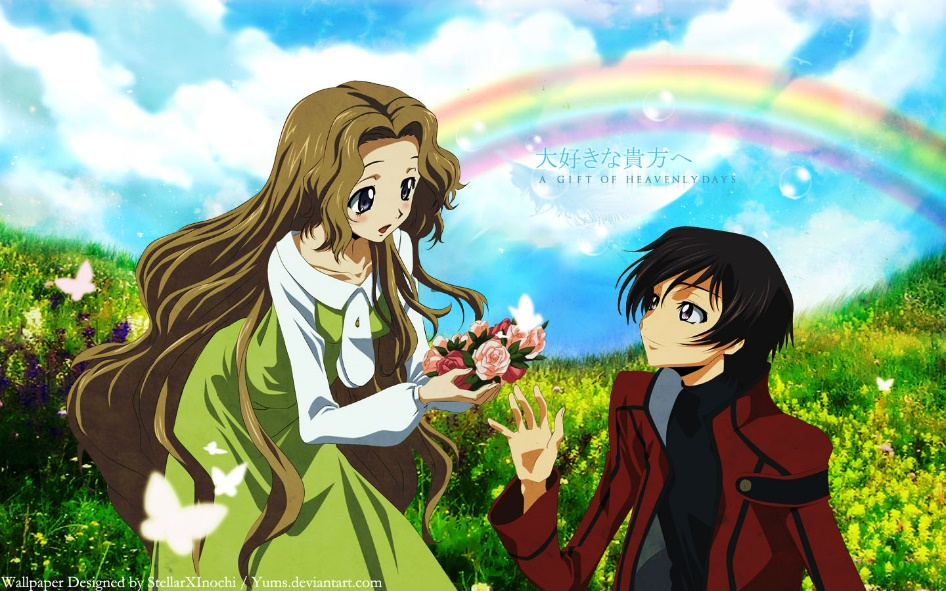 大好きな貴方へ
A GIFT OF HEAVENLYDAYS
Wallpaper Designed by StellarXInochi / Yums.deviantart.com